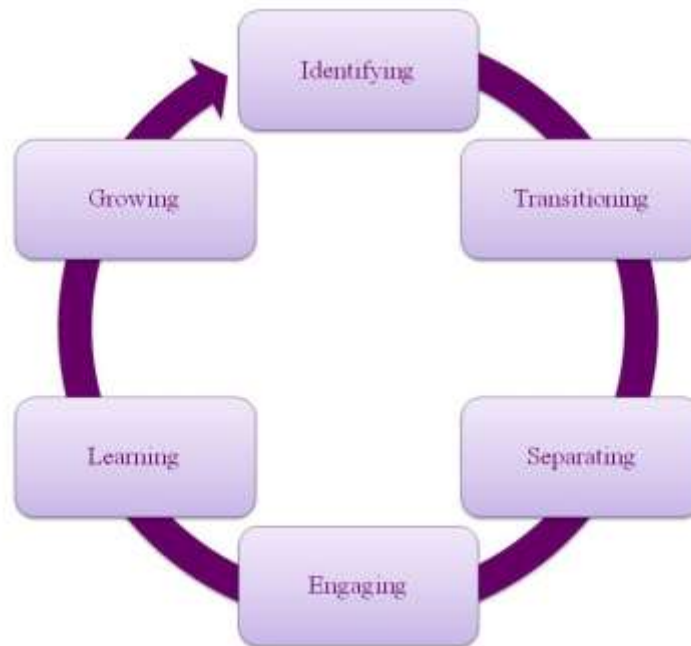 Identifying
Transitioning
Separating
Engaging
Learning
Growing